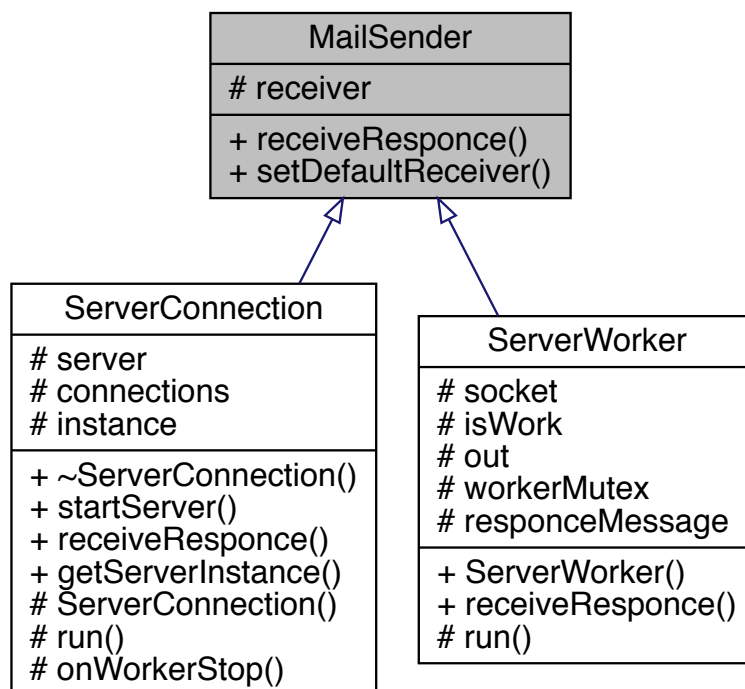 MailSender
# receiver
+ receiveResponce()
+ setDefaultReceiver()
ServerConnection
# server
# connections
# instance
+ ~ServerConnection()
+ startServer()
+ receiveResponce()
+ getServerInstance()
# ServerConnection()
# run()
# onWorkerStop()
ServerWorker
# socket
# isWork
# out
# workerMutex
# responceMessage
+ ServerWorker()
+ receiveResponce()
# run()